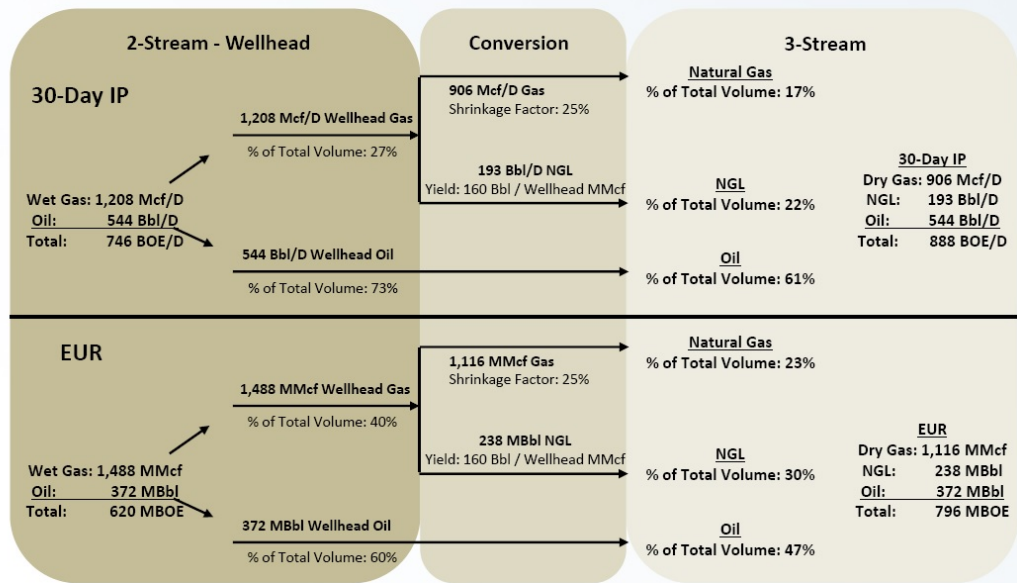 2-Stream - Wellhead
Conversion
3-Stream
30-Day IP
Wet Gas: 1,208 Mcf/D
Oil: 544 Bbl/D
Total: 746 BOE/D
1,208 Mcf/D Wellhead Gas
% of Total Volume: 27%
544 Bbl/D Wellhead Oil
% of Total Volume: 73%
906 Mcf/D Gas
Shrinkage Factor: 25%
193 Bbl/D NGL
Yield: 160 Bbl / Wellhead MMcf
Natural Gas
% of Total Volume: 17%
NGL
% of Total Volume: 22%
Oil
% of Total Volume: 61%
30-Day IP
Dry Gas: 906 Mcf/D
NGL: 193 Bbl/D
Oil: 544 Bbl/D
Total: 888 BOE/D
EUR
Wet Gas: 1,488 MMcf
Oil: 372 MBbl
Total: 620 MBOE
1,488 MMcf Wellhead Gas
% of Total Volume: 40%
372 MBbl Wellhead Oil
% of Total Volume: 60%
1,116 MMcf Gas
Shrinkage Factor: 25%
238 MBbl NGL
Yield: 160 Bbl / Wellhead MMcf
Natural Gas
% of Total Volume: 23%
NGL
% of Total Volume: 30%
Oil
% of Total Volume: 47%
EUR
Dry Gas: 1,116 MMcf
NGL: 238 MBbl
Oil: 372 MBbl
Total: 796 MBOE